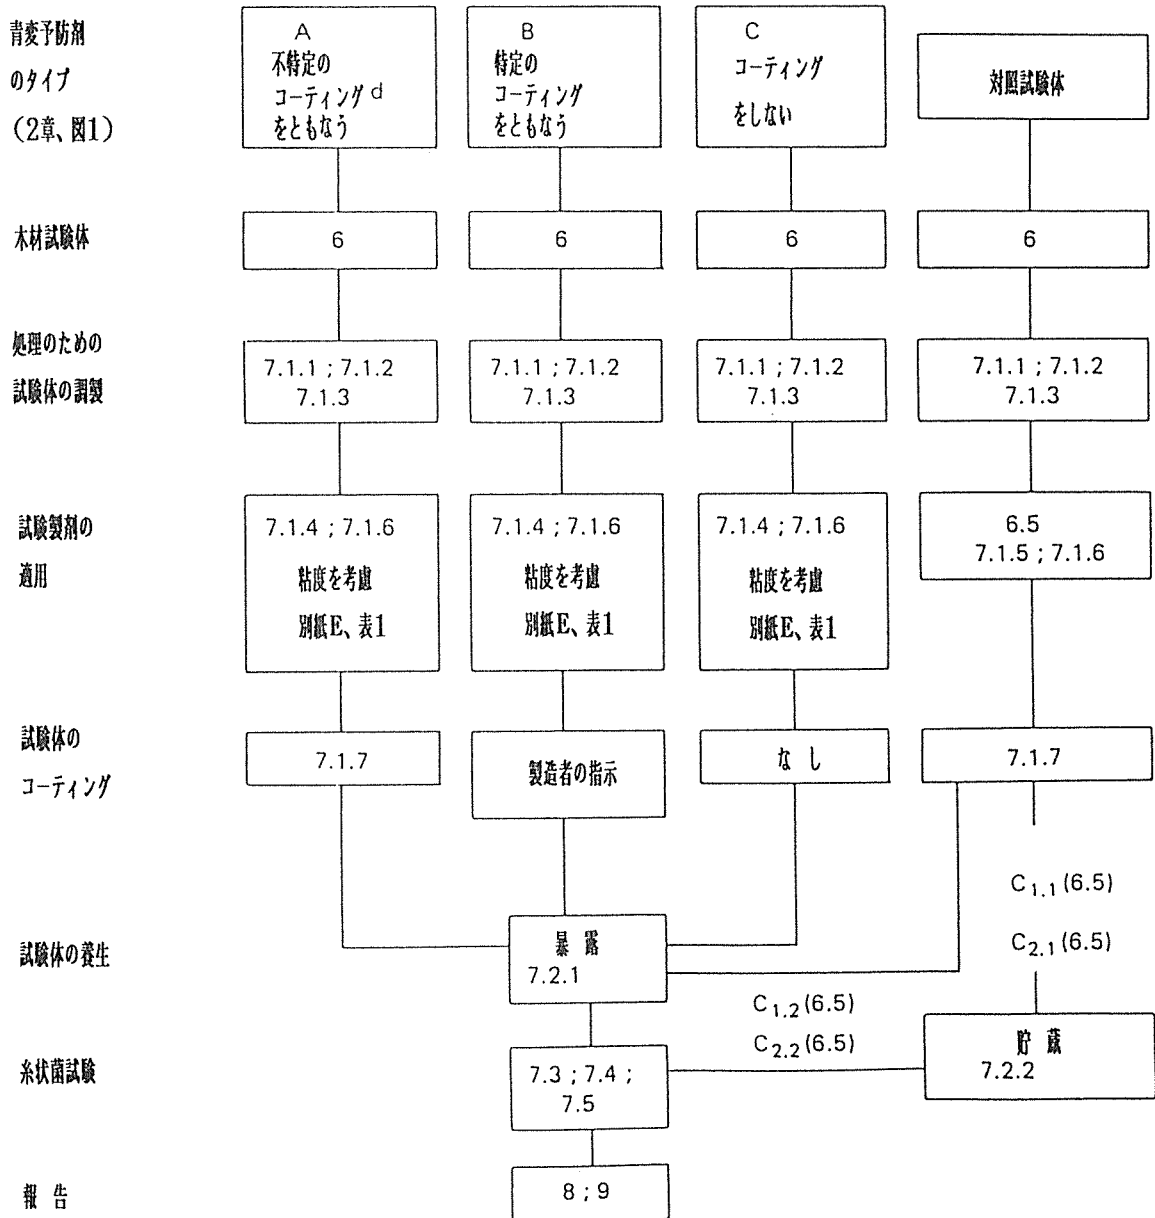 青変予防剤
のタイプ
(2章、図1)
A
不特定の
コーティング d
をともなう
B
特定の
コーティング
をともなう
C
コーティング
をしない
対照試験体
木材試験体
6
6
6
6
処理のための
試験体の調製
7.1.1 ; 7.1.2
7.1.3
7.1.1 ; 7.1.2
7.1.3
7.1.1 ; 7.1.2
7.1.3
7.1.1 ; 7.1.2
7.1.3
試験製剤の
適用
7.1.4 ; 7.1.6
粘度を考慮
別紙E、表1
7.1.4 ; 7.1.6
粘度を考慮
別紙E、表1
7.1.4 ; 7.1.6
粘度を考慮
別紙E、表1
6.5
7.1.5 ; 7.1.6
試験体の
コーティング
7.1.7
製造者の指示
なし
7.1.7
C1.1 (6.5)
C2.1 (6.5)
試験体の養生
暴露
7.2.1
C1.2 (6.5)
C2.2 (6.5)
貯蔵
7.2.2
糸状菌試験
7.3 ; 7.4 ;
7.5
報告
8 ; 9